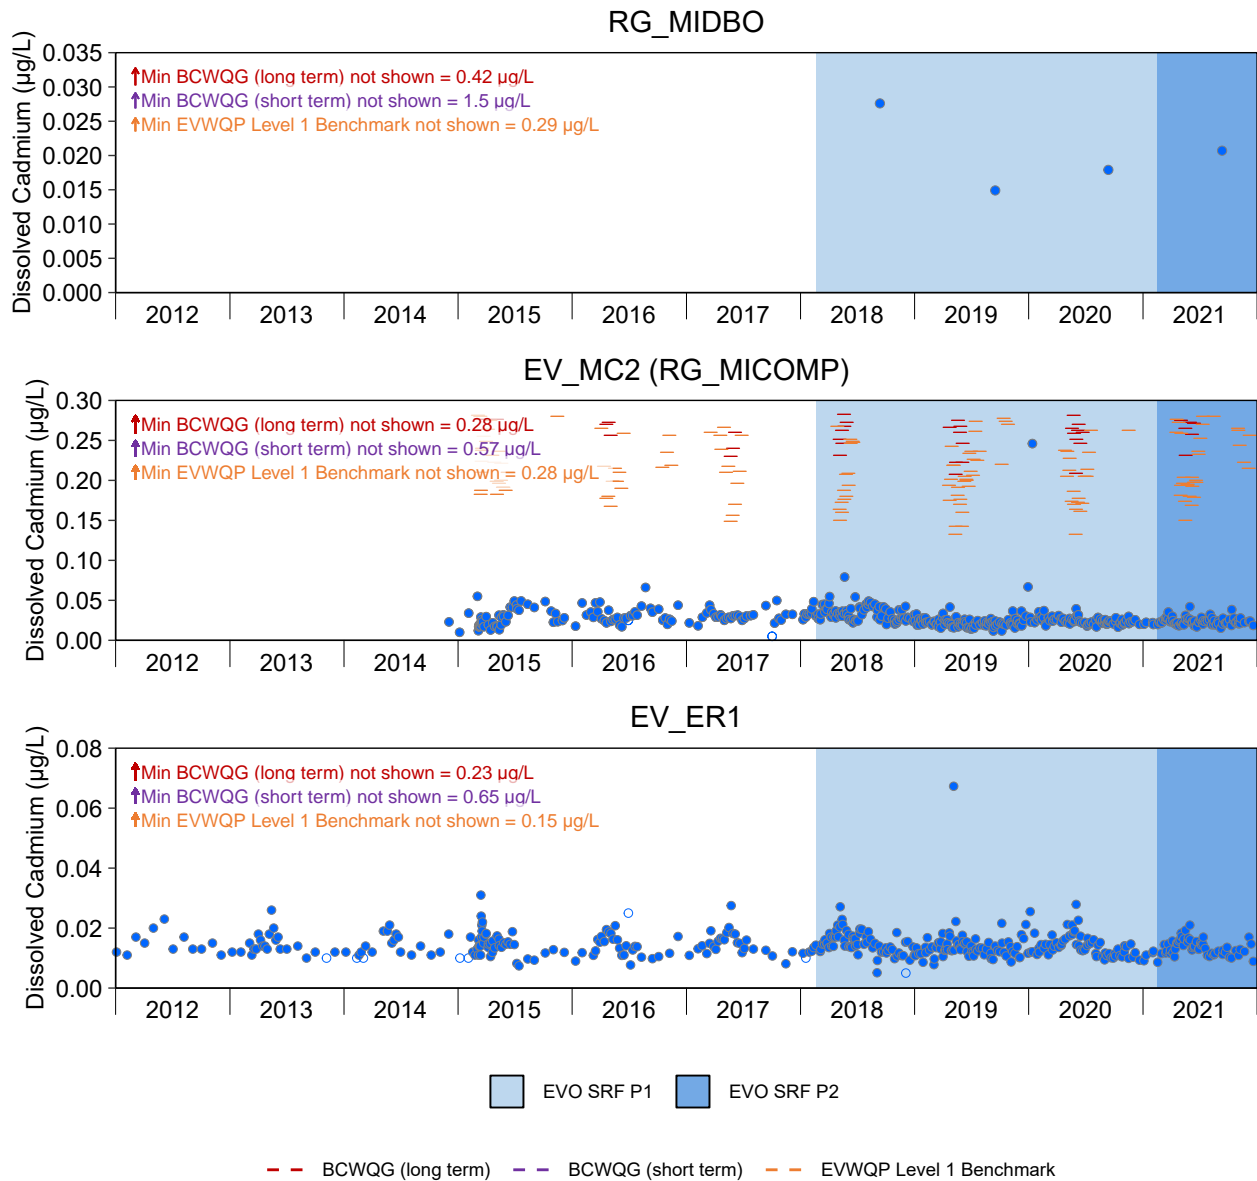 RG_MIDBO
Dissolved Cadmium (µg/L)
0.035
0.030
0.025
0.020
0.015
0.010
0.005
0.000
Min BCWQG (long term) not shown = 0.42 µg/L
Min BCWQG (short term) not shown = 1.5 µg/L
Min EVWQP Level 1 Benchmark not shown = 0.29 µg/L
2012 2013 2014 2015 2016 2017 2018 2019 2020 2021
EV_MC2 (RG_MICOMP)
Dissolved Cadmium (µg/L)
0.30
0.25
0.20
0.15
0.10
0.05
0.00
Min BCWQG (long term) not shown = 0.28 µg/L
Min BCWQG (short term) not shown = 0.57 µg/L
Min EVWQP Level 1 Benchmark not shown = 0.28 µg/L
2012 2013 2014 2015 2016 2017 2018 2019 2020 2021
EV_ER1
Dissolved Cadmium (µg/L)
0.08
0.06
0.04
0.02
0.00
Min BCWQG (long term) not shown = 0.23 µg/L
Min BCWQG (short term) not shown = 0.65 µg/L
Min EVWQP Level 1 Benchmark not shown = 0.15 µg/L
2012 2013 2014 2015 2016 2017 2018 2019 2020 2021
EVO SRF P1 EVO SRF P2
BCWQG (long term) BCWQG (short term) EVWQP Level 1 Benchmark